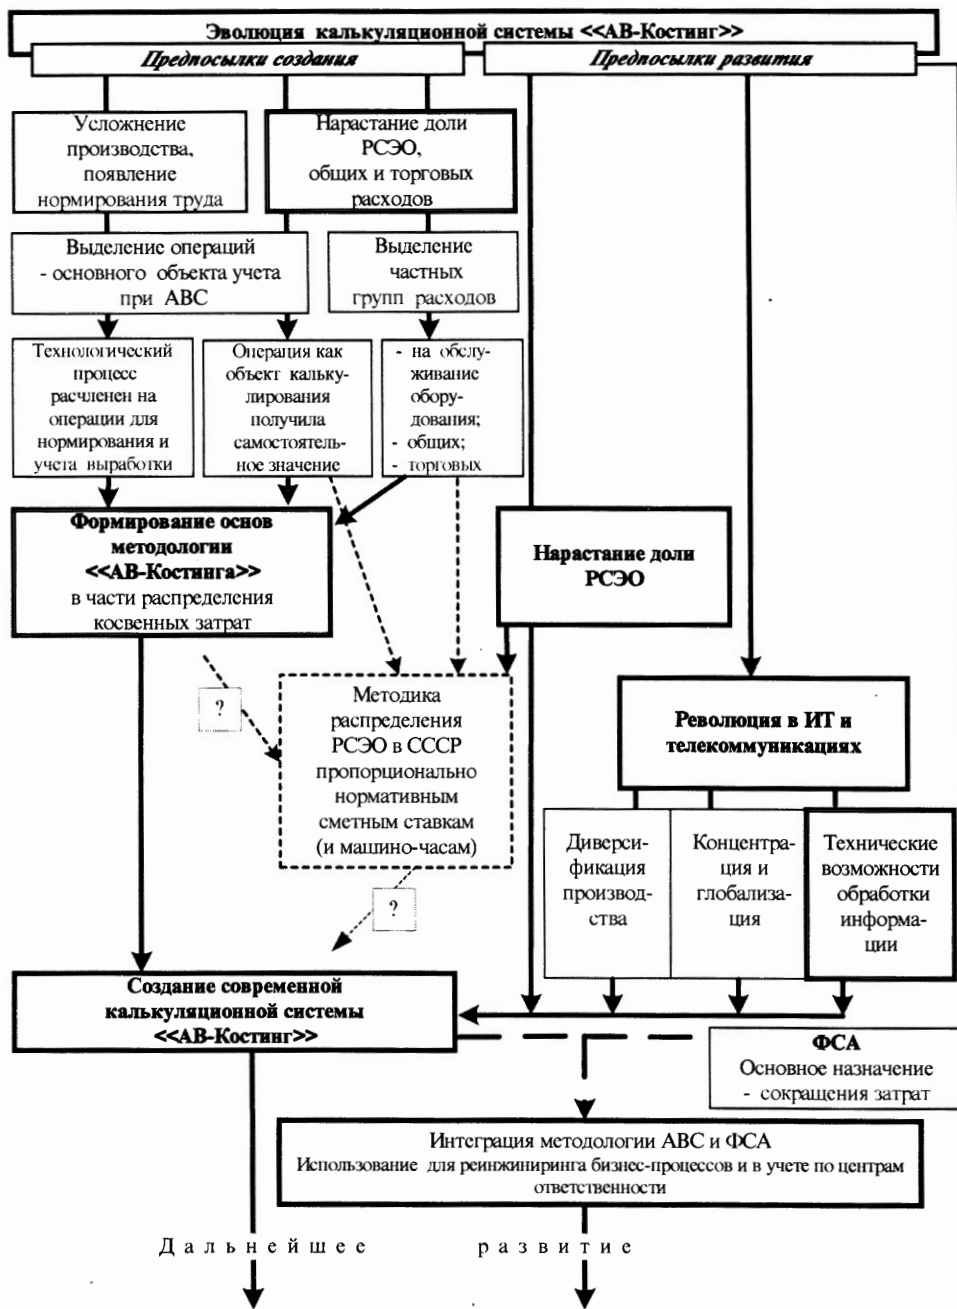 Эволюция калькуляционной системы <<АВ-Костинг>>
Предпосылки создания
Предпосылки развития
Усложнение
производства,
появление
нормирования труда
Нарастание доли
РСЭО,
общих и торговых
расходов
Выделение операций
- основного объекта учета
при АВС
Выделение
частных
групп расходов
Технологический
процесс
расчленен на
операции для
нормирования и
учета выработки
Операция как
объект кальку-
лирования
получила
самостоятель-
ное значение
- на обслу-
живание
обору-
дования;
- общих;
- торговых
Формирование основ
методологии
<<АВ-Костинга>>
в части распределения
косвенных затрат
Нарастание доли
РСЭО
?
Методика
распределения
РСЭО в СССР
пропорционально
нормативным
сметным ставкам
(и машино-часам)
Революция в ИТ и
телекоммуникациях
Диверси-
фикация
производ-
ства
Концентра-
ция и
глобализа-
ция
Технические
возможности
обработки
информа-
ции
?
Создание современной
калькуляционной системы
<<АВ-Костинг>>
ФСА
Основное назначение
- сокращения затрат
Интеграция методологии АВС и ФСА
Использование для реинжиниринга бизнес-процессов и в учете по центрам
ответственности
Дальнейшее развитие